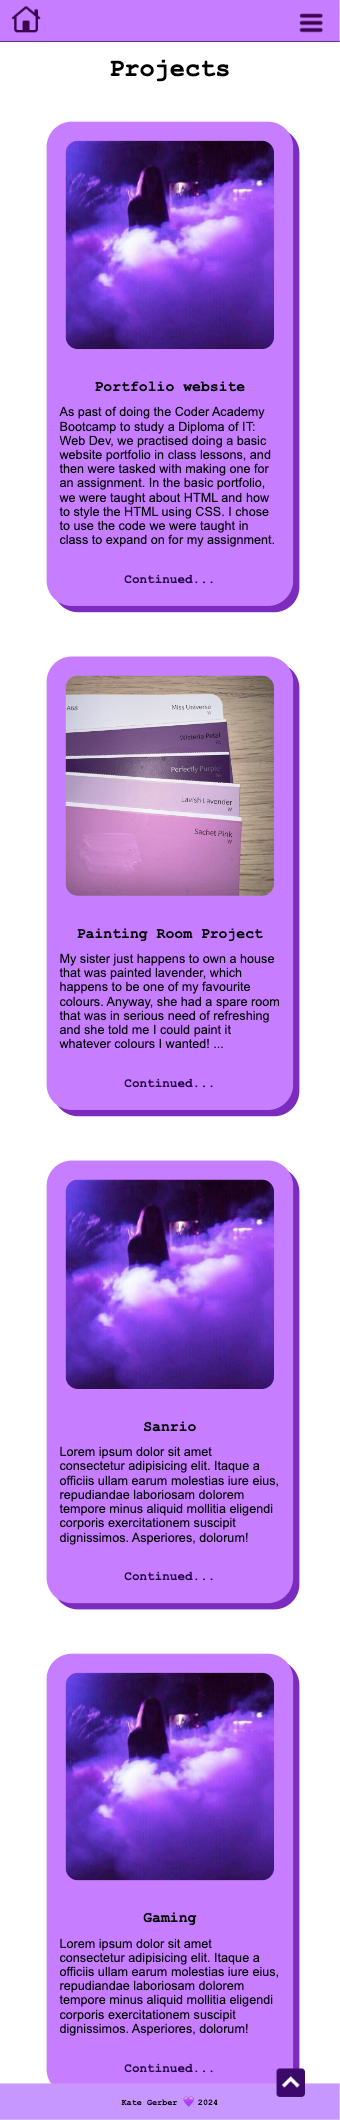 Projects
Portfolio website
As past of doing the Coder Academy
Bootcamp to study a Diploma of IT:
Web Dev, we practised doing a basic
website portfolio in class lessons, and
then were tasked with making one for
an assignment. In the basic portfolio,
we were taught about HTML and how
to style the HTML using CSS. I chose
to use the code we were taught in
class to expand on for my assignment.
Continued...
A68
Miss Universe
W
Wisteria Petal
W
Perfectly Purple
W
Lavish Lavender
W
Sachet Pink
W
Painting Room Project
My sister just happens to own a house
that was painted lavender, which
happens to be one of my favourite
colours. Anyway, she had a spare room
that was in serious need of refreshing
and she told me I could paint it
whatever colours I wanted! ...
Continued...
Sanrio
Lorem ipsum dolor sit amet
consectetur adipisicing elit. Itaque a
officiis ullam earum molestias iure eius,
repudiandae laboriosam dolorem
tempore minus aliquid mollitia eligendi
corporis exercitationem suscipit
dignissimos. Asperiores, dolorum!
Continued...
Gaming
Lorem ipsum dolor sit amet
consectetur adipisicing elit. Itaque a
officiis ullam earum molestias iure eius,
repudiandae laboriosam dolorem
tempore minus aliquid mollitia eligendi
corporis exercitationem suscipit
dignissimos. Asperiores, dolorum!
Continued...
Kate Gerber 💜 2024